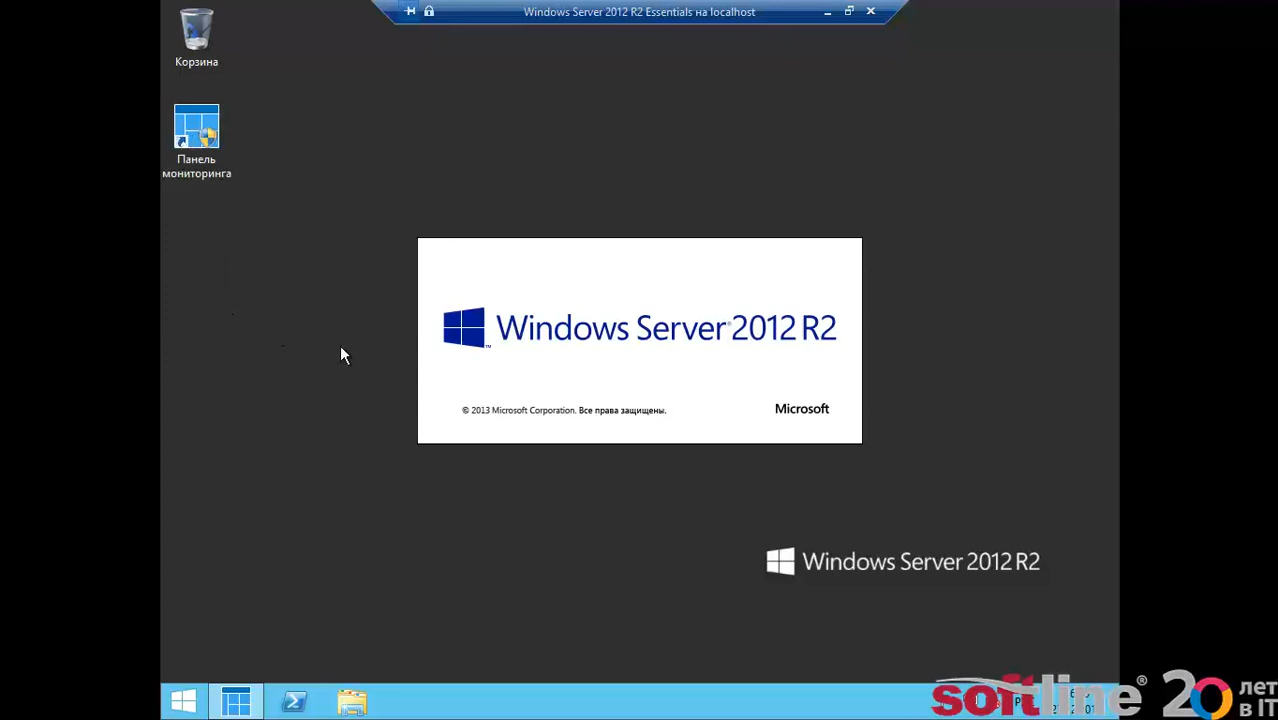 Windows Server 2012 R2 Essentials на localhost
Корзина
Панель
мониторинга
Windows Server® 2012 R2
© 2013 Microsoft Corporation. Все права защищены.
Microsoft
Windows Server 2012 R2
softline® 20 лет
в IT